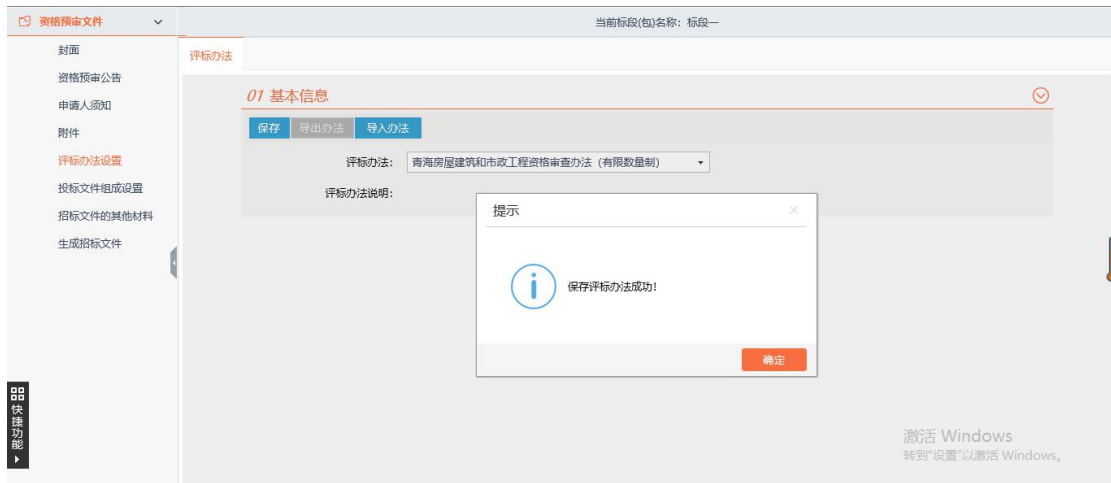 资格预审文件
当前标段(包)名称：标段一
封面
资格预审公告
申请人须知
附件
评标办法设置
投标文件组成设置
招标文件的其他材料
生成招标文件
快捷功能
评标办法
01 基本信息
保存 导出办法 导入办法
评标办法： 青海房屋建筑和市政工程资格审查办法（有限数量制）
评标办法说明：
提示
保存评标办法成功!
确定
激活 Windows
转到"设置"以激活 Windows。